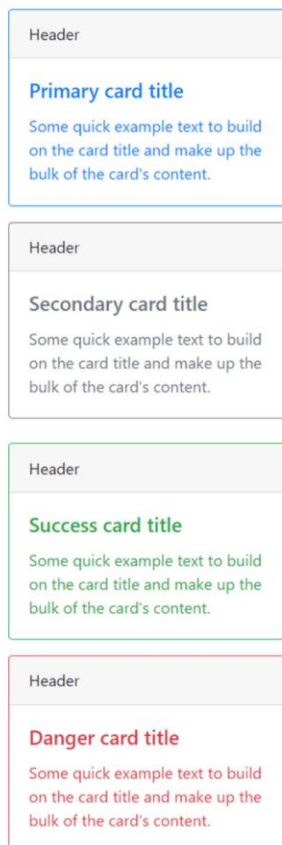 Header
Primary card title
Some quick example text to build
on the card title and make up the
bulk of the card's content.
Header
Secondary card title
Some quick example text to build
on the card title and make up the
bulk of the card's content.
Header
Success card title
Some quick example text to build
on the card title and make up the
bulk of the card's content.
Header
Danger card title
Some quick example text to build
on the card title and make up the
bulk of the card's content.